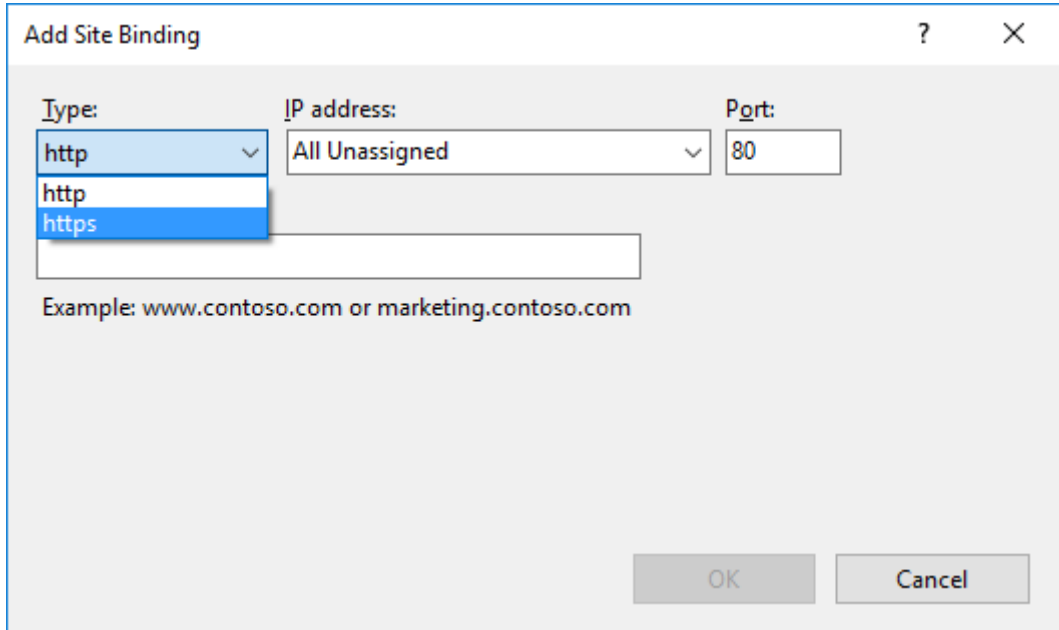 Add Site Binding ?
Type: IP address: Port:
http All Unassigned 80
http
https
Example: www.contoso.com or marketing.contoso.com
OK Cancel